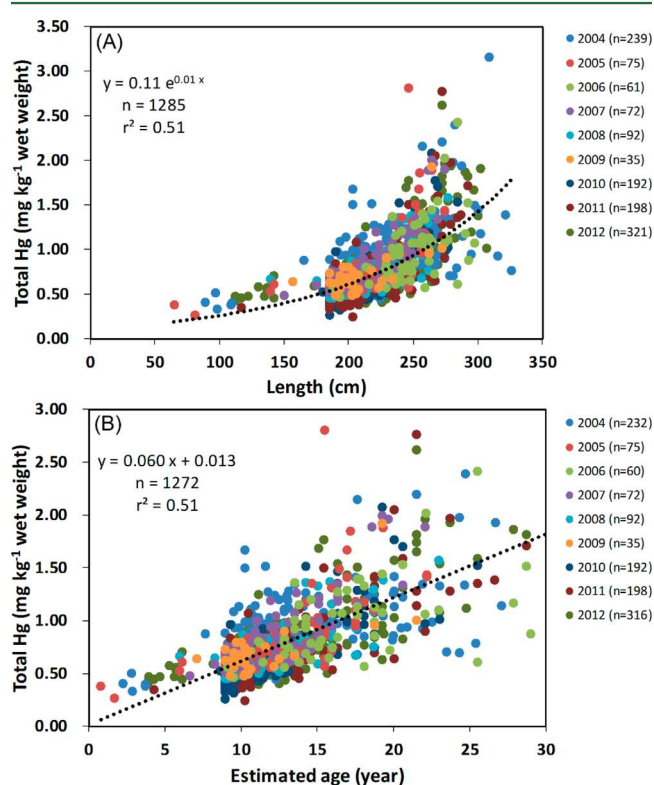 (A)
y = 0.11 e^0.01 x
n = 1285
r² = 0.51
Total Hg (mg kg⁻¹ wet weight)
3.50
3.00
2.50
2.00
1.50
1.00
0.50
0.00
0 50 100 150 200 250 300 350
Length (cm)
2004 (n=239)
2005 (n=75)
2006 (n=61)
2007 (n=72)
2008 (n=92)
2009 (n=35)
2010 (n=192)
2011 (n=198)
2012 (n=321)
(B)
y = 0.060 x + 0.013
n = 1272
r² = 0.51
Total Hg (mg kg⁻¹ wet weight)
3.00
2.50
2.00
1.50
1.00
0.50
0.00
0 5 10 15 20 25 30
Estimated age (year)
2004 (n=232)
2005 (n=75)
2006 (n=60)
2007 (n=72)
2008 (n=92)
2009 (n=35)
2010 (n=192)
2011 (n=198)
2012 (n=316)